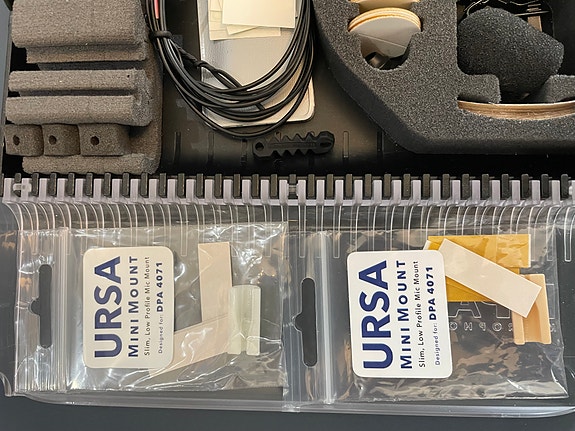 URSA
MINI MOUNT
Slim, Low Profile Mic Mount
Designed for: DPA 4071
URSA
MINI MOUNT
Slim, Low Profile Mic Mount
Designed for: DPA 4071